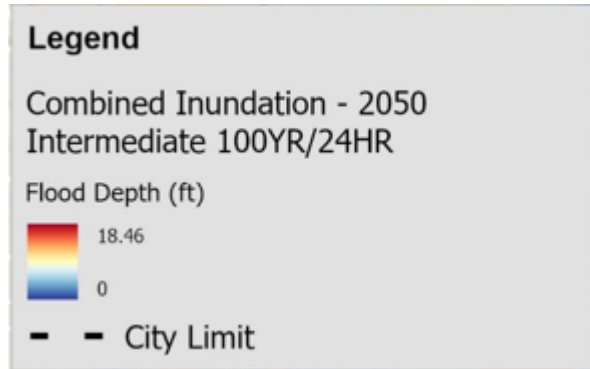 Legend
Combined Inundation - 2050
Intermediate 100YR/24HR
Flood Depth (ft)
18.46
0
City Limit